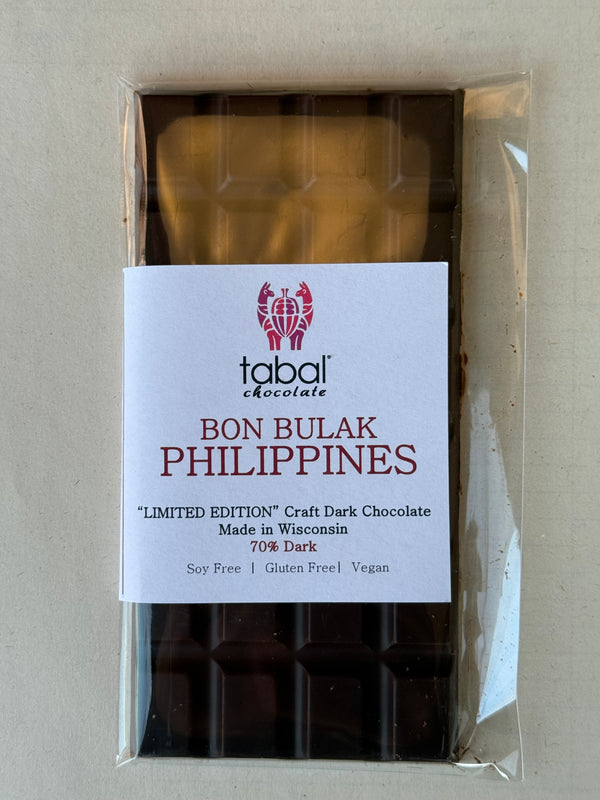 tabal®
chocolate
BON BULAK
PHILIPPINES
“LIMITED EDITION” Craft Dark Chocolate
Made in Wisconsin
70% Dark
Soy Free | Gluten Free| Vegan